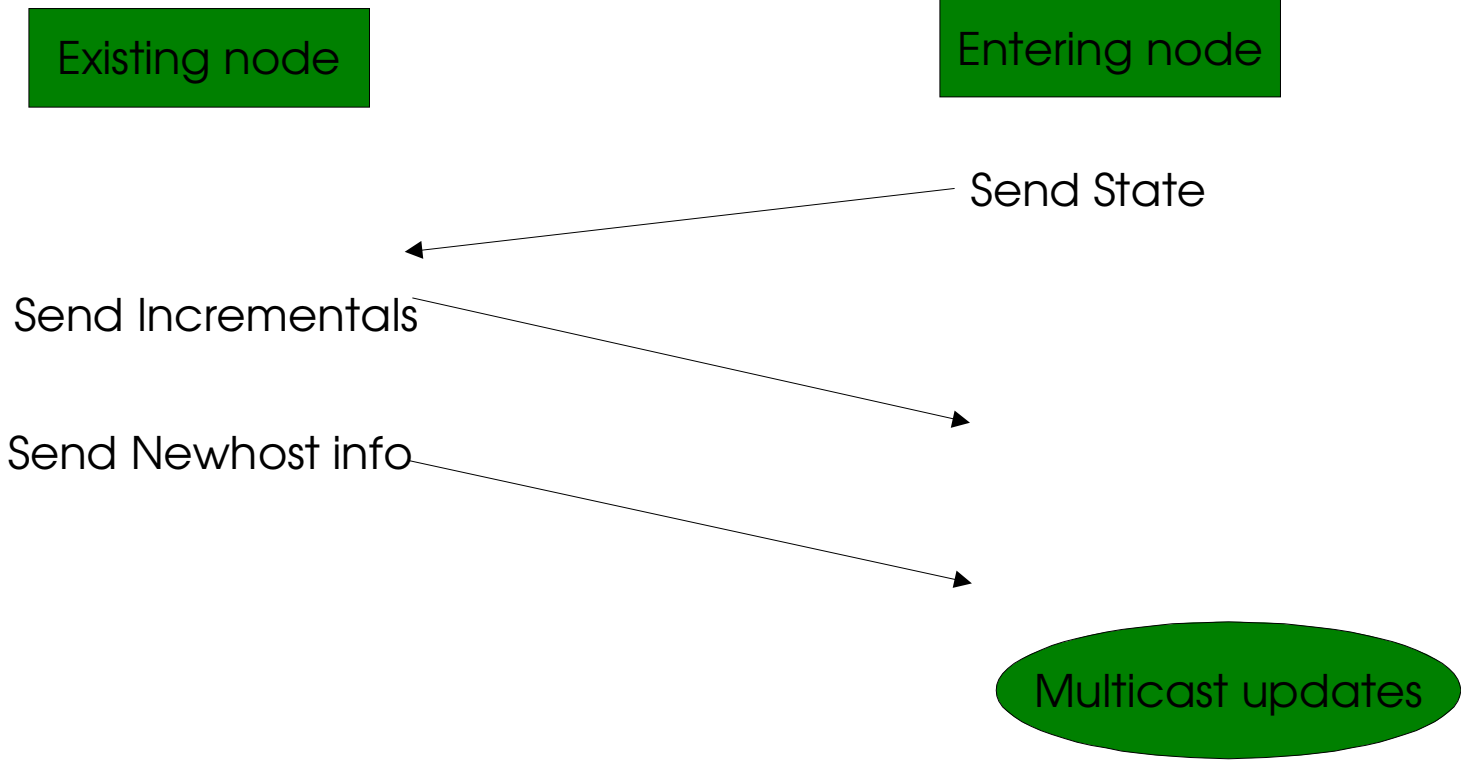 Existing node
Entering node
Send State
Send Incrementals
Send Newhost info
Multicast updates